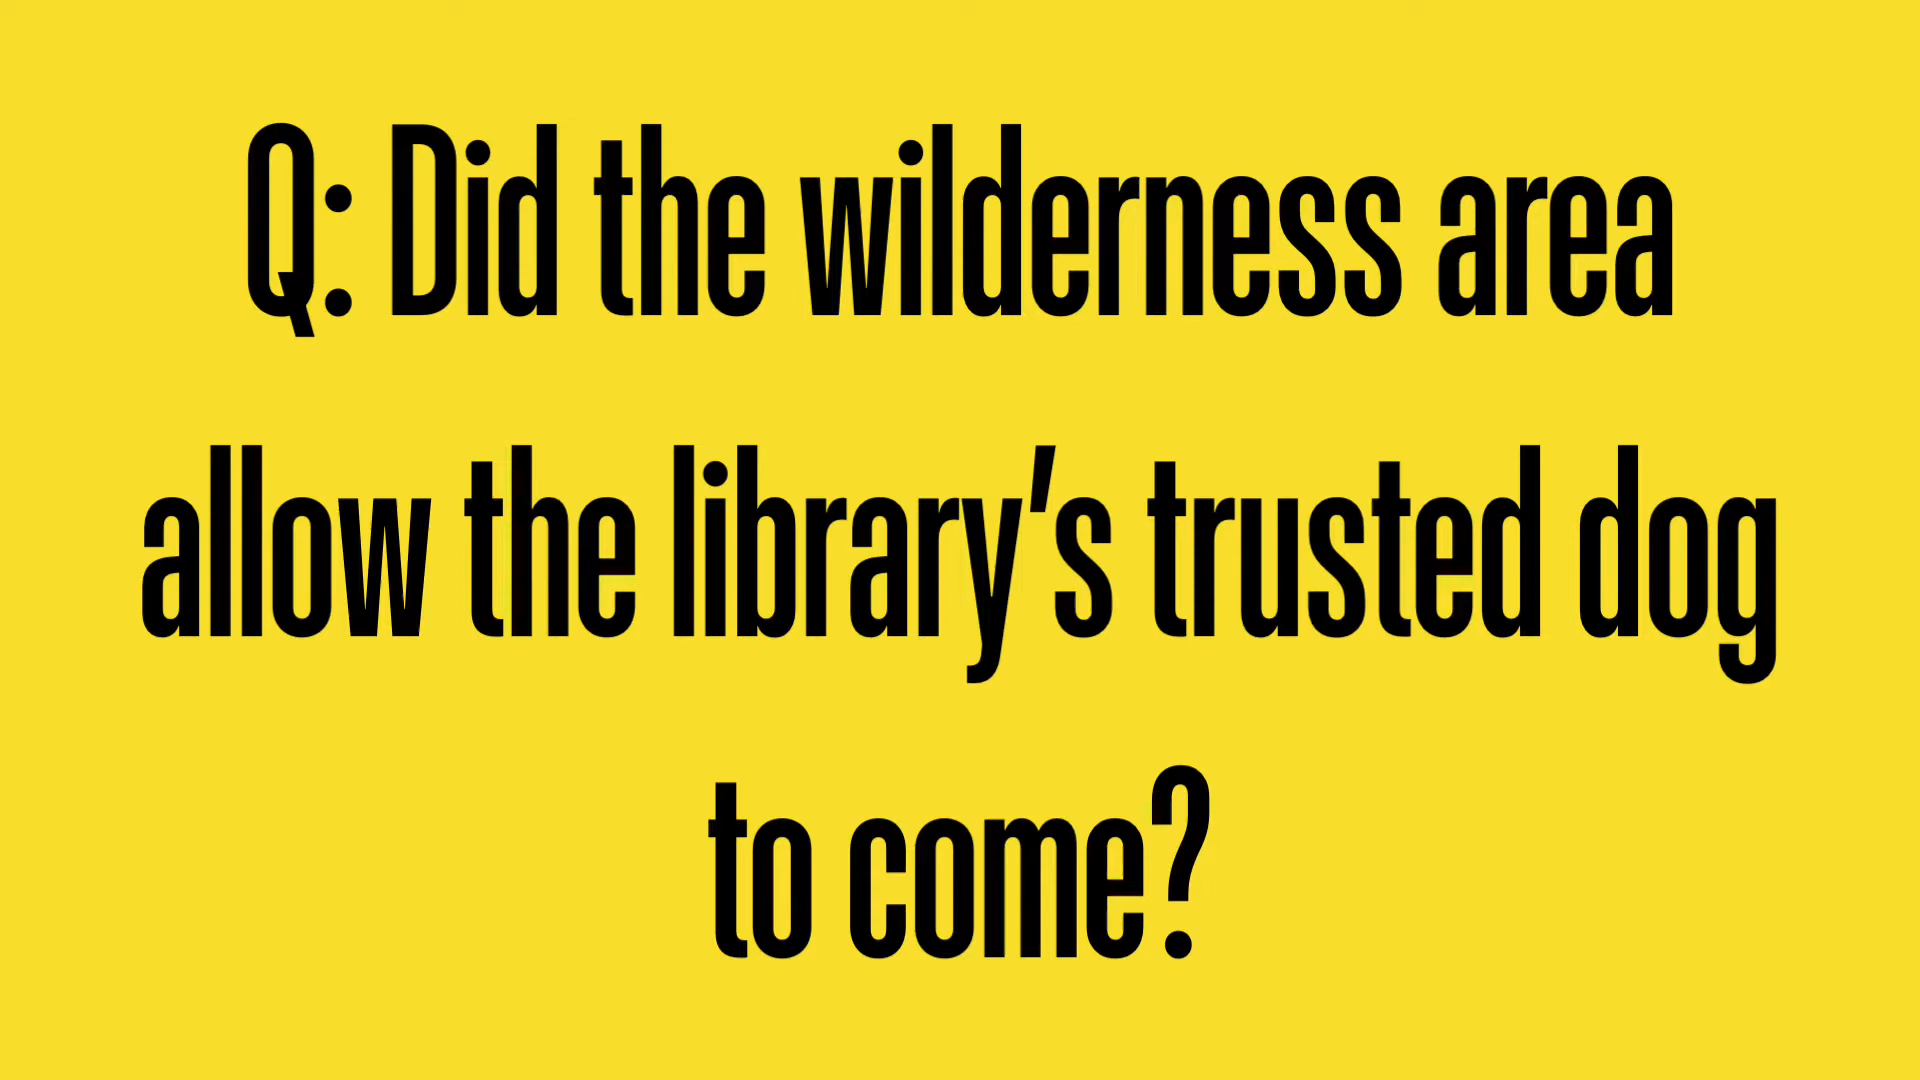 Q: Did the wilderness area
allow the library’s trusted dog
to come?